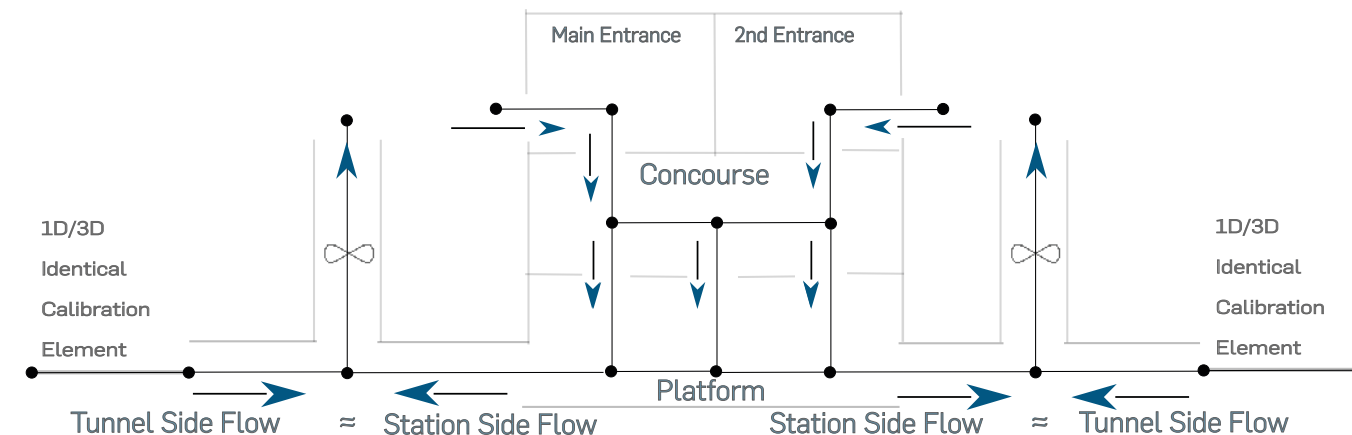 Main Entrance
2nd Entrance
Concourse
1D/3D
Identical
Calibration
Element
1D/3D
Identical
Calibration
Element
Platform
Tunnel Side Flow
≈
Station Side Flow
Station Side Flow
≈
Tunnel Side Flow